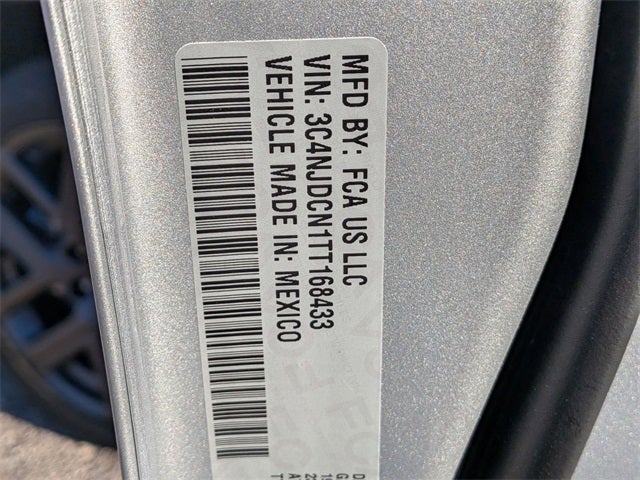 MFD BY: FCA US LLC
VIN: 3C4NJDCN1TT168433
VEHICLE MADE IN: MEXICO